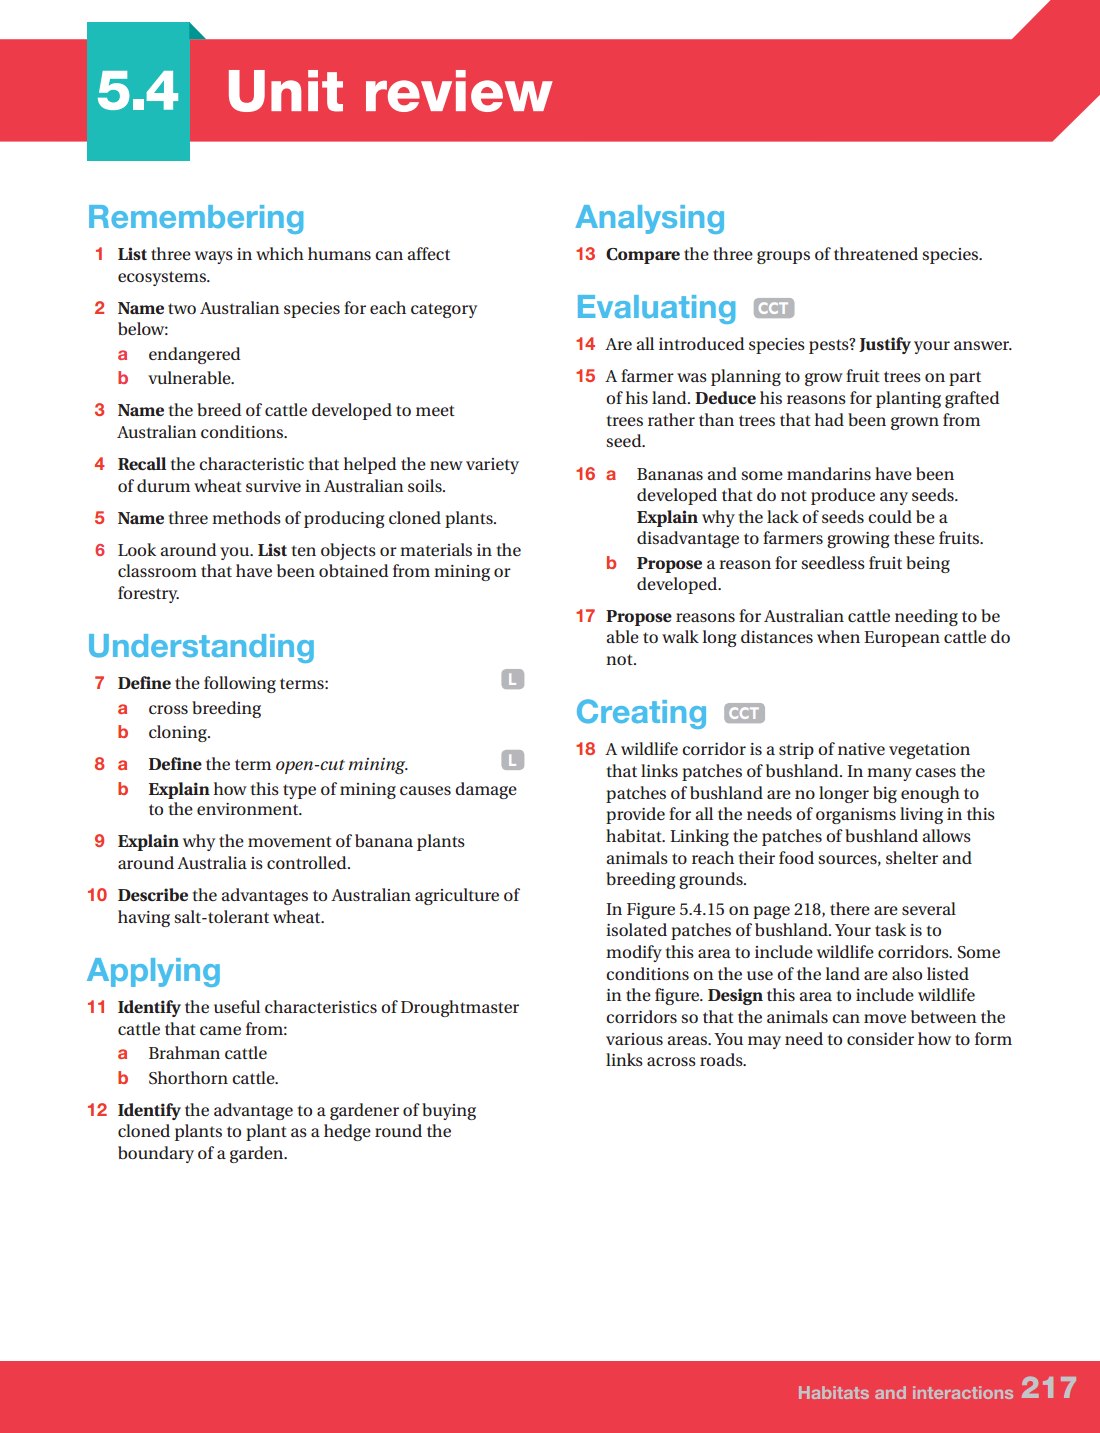 5.4 Unit review
Remembering
1 List three ways in which humans can affect
ecosystems.
2 Name two Australian species for each category
below:
a endangered
b vulnerable.
3 Name the breed of cattle developed to meet
Australian conditions.
4 Recall the characteristic that helped the new variety
of durum wheat survive in Australian soils.
5 Name three methods of producing cloned plants.
6 Look around you. List ten objects or materials in the
classroom that have been obtained from mining or
forestry.
Understanding
7 Define the following terms: L
a cross breeding
b cloning.
8 a Define the term open-cut mining. L
b Explain how this type of mining causes damage
to the environment.
9 Explain why the movement of banana plants
around Australia is controlled.
10 Describe the advantages to Australian agriculture of
having salt-tolerant wheat.
Applying
11 Identify the useful characteristics of Droughtmaster
cattle that came from:
a Brahman cattle
b Shorthorn cattle.
12 Identify the advantage to a gardener of buying
cloned plants to plant as a hedge round the
boundary of a garden.
Analysing
13 Compare the three groups of threatened species.
Evaluating CCT
14 Are all introduced species pests? Justify your answer.
15 A farmer was planning to grow fruit trees on part
of his land. Deduce his reasons for planting grafted
trees rather than trees that had been grown from
seed.
16 a Bananas and some mandarins have been
developed that do not produce any seeds.
Explain why the lack of seeds could be a
disadvantage to farmers growing these fruits.
b Propose a reason for seedless fruit being
developed.
17 Propose reasons for Australian cattle needing to be
able to walk long distances when European cattle do
not.
Creating CCT
18 A wildlife corridor is a strip of native vegetation
that links patches of bushland. In many cases the
patches of bushland are no longer big enough to
provide for all the needs of organisms living in this
habitat. Linking the patches of bushland allows
animals to reach their food sources, shelter and
breeding grounds.
In Figure 5.4.15 on page 218, there are several
isolated patches of bushland. Your task is to
modify this area to include wildlife corridors. Some
conditions on the use of the land are also listed
in the figure. Design this area to include wildlife
corridors so that the animals can move between the
various areas. You may need to consider how to form
links across roads.
Habitats and interactions 217